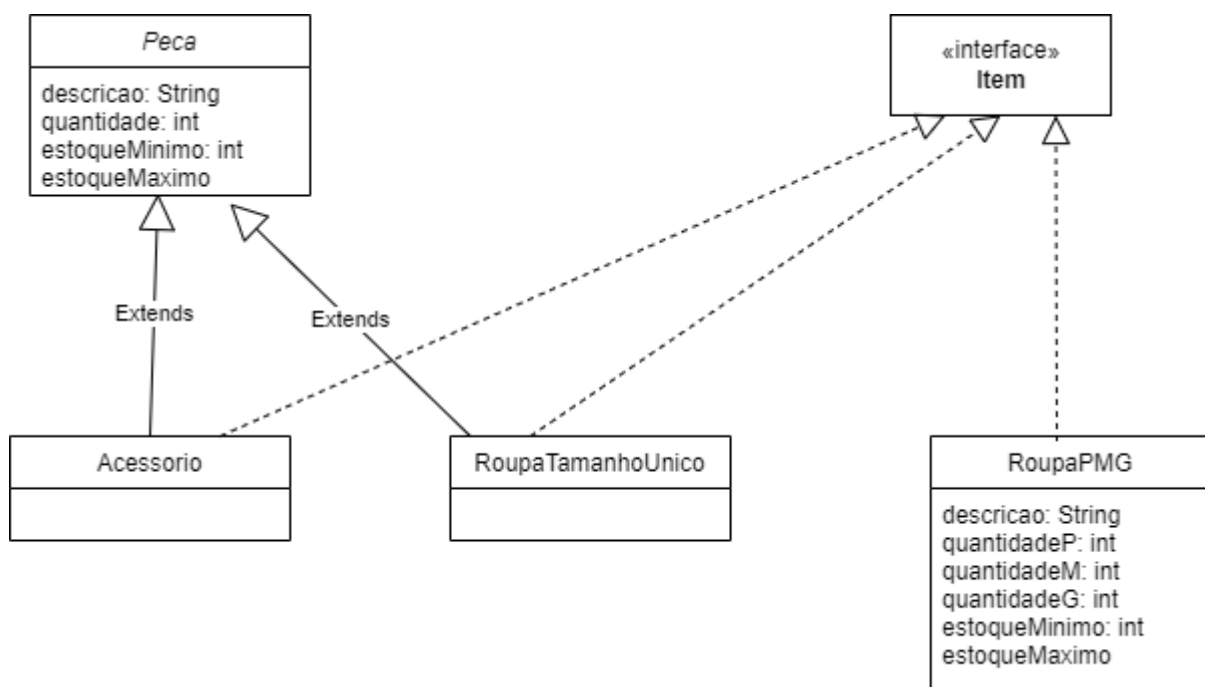 Peca
descricao: String
quantidade: int
estoqueMinimo: int
estoqueMaximo
«interface»
Item
Extends
Extends
Acessorio
RoupaTamanhoUnico
RoupaPMG
descricao: String
quantidadeP: int
quantidadeM: int
quantidadeG: int
estoqueMinimo: int
estoqueMaximo